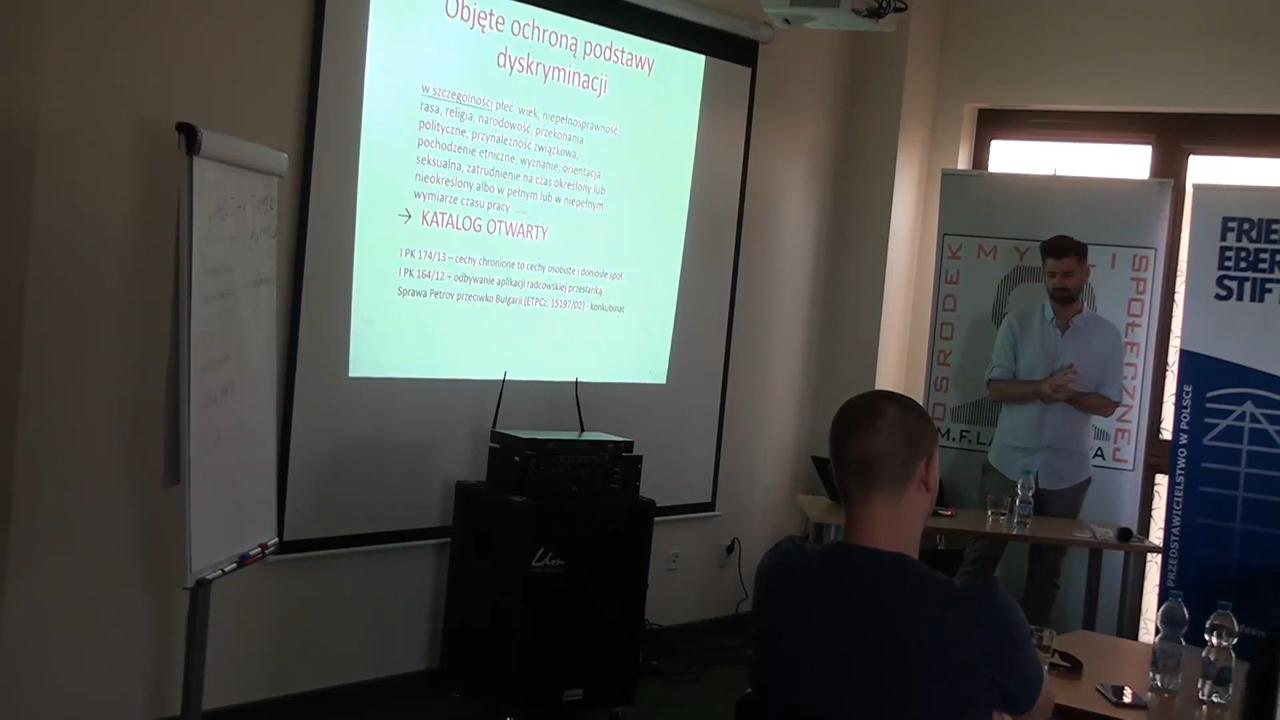 Objęte ochroną podstawy
dyskryminacji
w szczególności płeć, wiek, niepełnosprawność,
rasa, religia, narodowość, przekonania
polityczne, przynależność związkowa,
pochodzenie etniczne, wyznanie, orientacja
seksualna, zatrudnienie na czas określony lub
nieokreślony albo w pełnym lub w niepełnym
wymiarze czasu pracy ....
→ KATALOG OTWARTY
I PK 174/13 – cechy chronione to cechy osobiste i doniosłe społ.
I PK 164/12 – odbywanie aplikacji radcowskiej przesłanką
Sprawa Petrov przeciwko Bułgarii (ETPCz, 15197/02) - konkubinat
Ldm
OŚRODEK MYŚLI SPOŁECZNEJ
M.F.LA
WA
FRIE
EBER
STIFT
PRZEDSTAWICIELSTWO W POLSCE